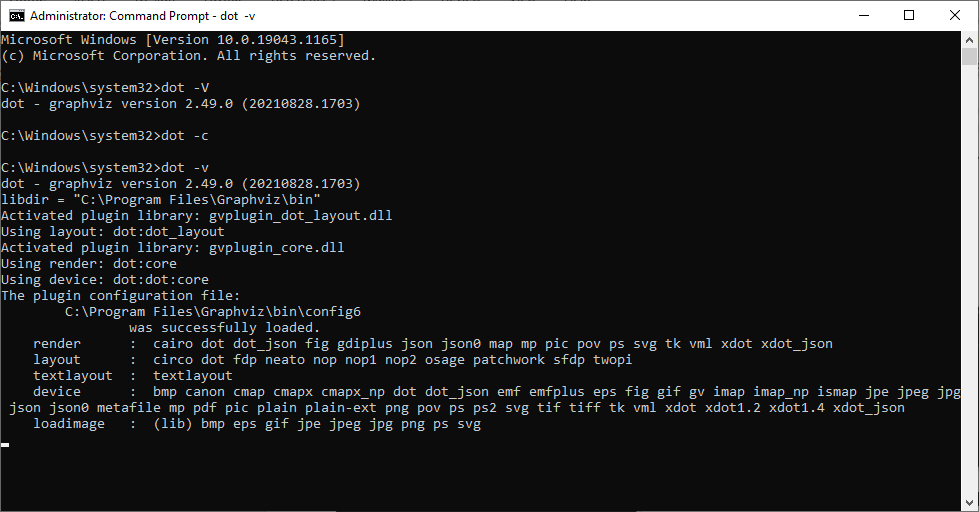 Administrator: Command Prompt - dot  -v
Microsoft Windows [Version 10.0.19043.1165]
(c) Microsoft Corporation. All rights reserved.
C:\Windows\system32>dot -V
dot - graphviz version 2.49.0 (20210828.1703)
C:\Windows\system32>dot -c
C:\Windows\system32>dot -v
dot - graphviz version 2.49.0 (20210828.1703)
libdir = "C:\Program Files\Graphviz\bin"
Activated plugin library: gvplugin_dot_layout.dll
Using layout: dot:dot_layout
Activated plugin library: gvplugin_core.dll
Using render: dot:core
Using device: dot:dot:core
The plugin configuration file:
        C:\Program Files\Graphviz\bin\config6
                was successfully loaded.
    render      :  cairo dot dot_json fig gdiplus json json0 map mp pic pov ps svg tk vml xdot xdot_json
    layout      :  circo dot fdp neato nop nop1 nop2 osage patchwork sfdp twopi
    textlayout  :  textlayout
    device      :  bmp canon cmap cmapx cmapx_np dot dot_json emf emfplus eps fig gif gv imap imap_np ismap jpe jpeg jpg
 json json0 metafile mp pdf pic plain plain-ext png pov ps ps2 svg tif tiff tk vml xdot xdot1.2 xdot1.4 xdot_json
    loadimage   :  (lib) bmp eps gif jpe jpeg jpg png ps svg